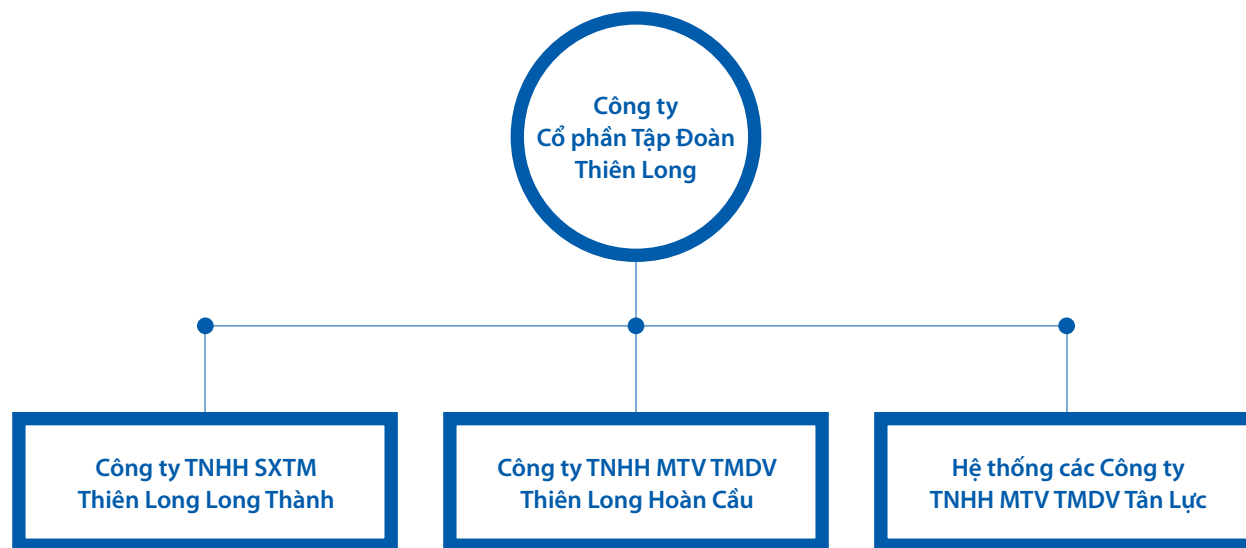 Công ty
Cổ phần Tập Đoàn
Thiên Long
Công ty TNHH SXTM
Thiên Long Long Thành
Công ty TNHH MTV TMDV
Thiên Long Hoàn Cầu
Hệ thống các Công ty
TNHH MTV TMDV Tân Lực